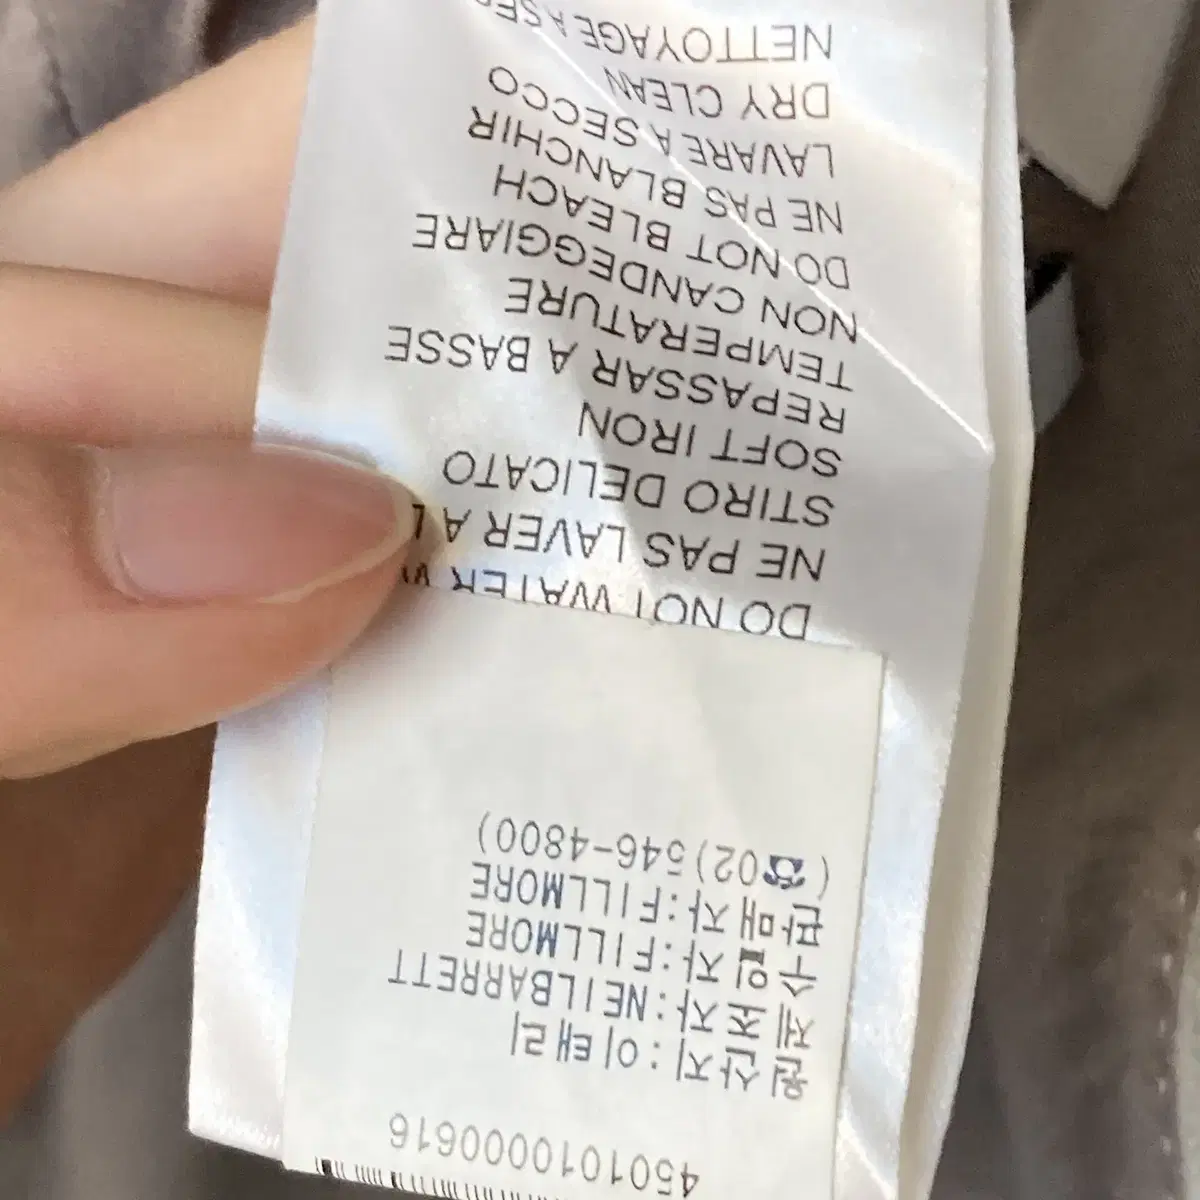 450101000616
원산지:이태리
제조자:NEILBARRETT
수입자:FILLMORE
판매자:FILLMORE
(☎02)546-4800)
DO NOT WATER
NE PAS LAVER A
STIRO DELICATO
SOFT IRON
REPASSAR A BASSE
TEMPERATURE
NON CANDEGGIARE
DO NOT BLEACH
NE PAS BLANCHIR
LAVARE A SECCO
DRY CLEAN
NETTOYAGE A SEC